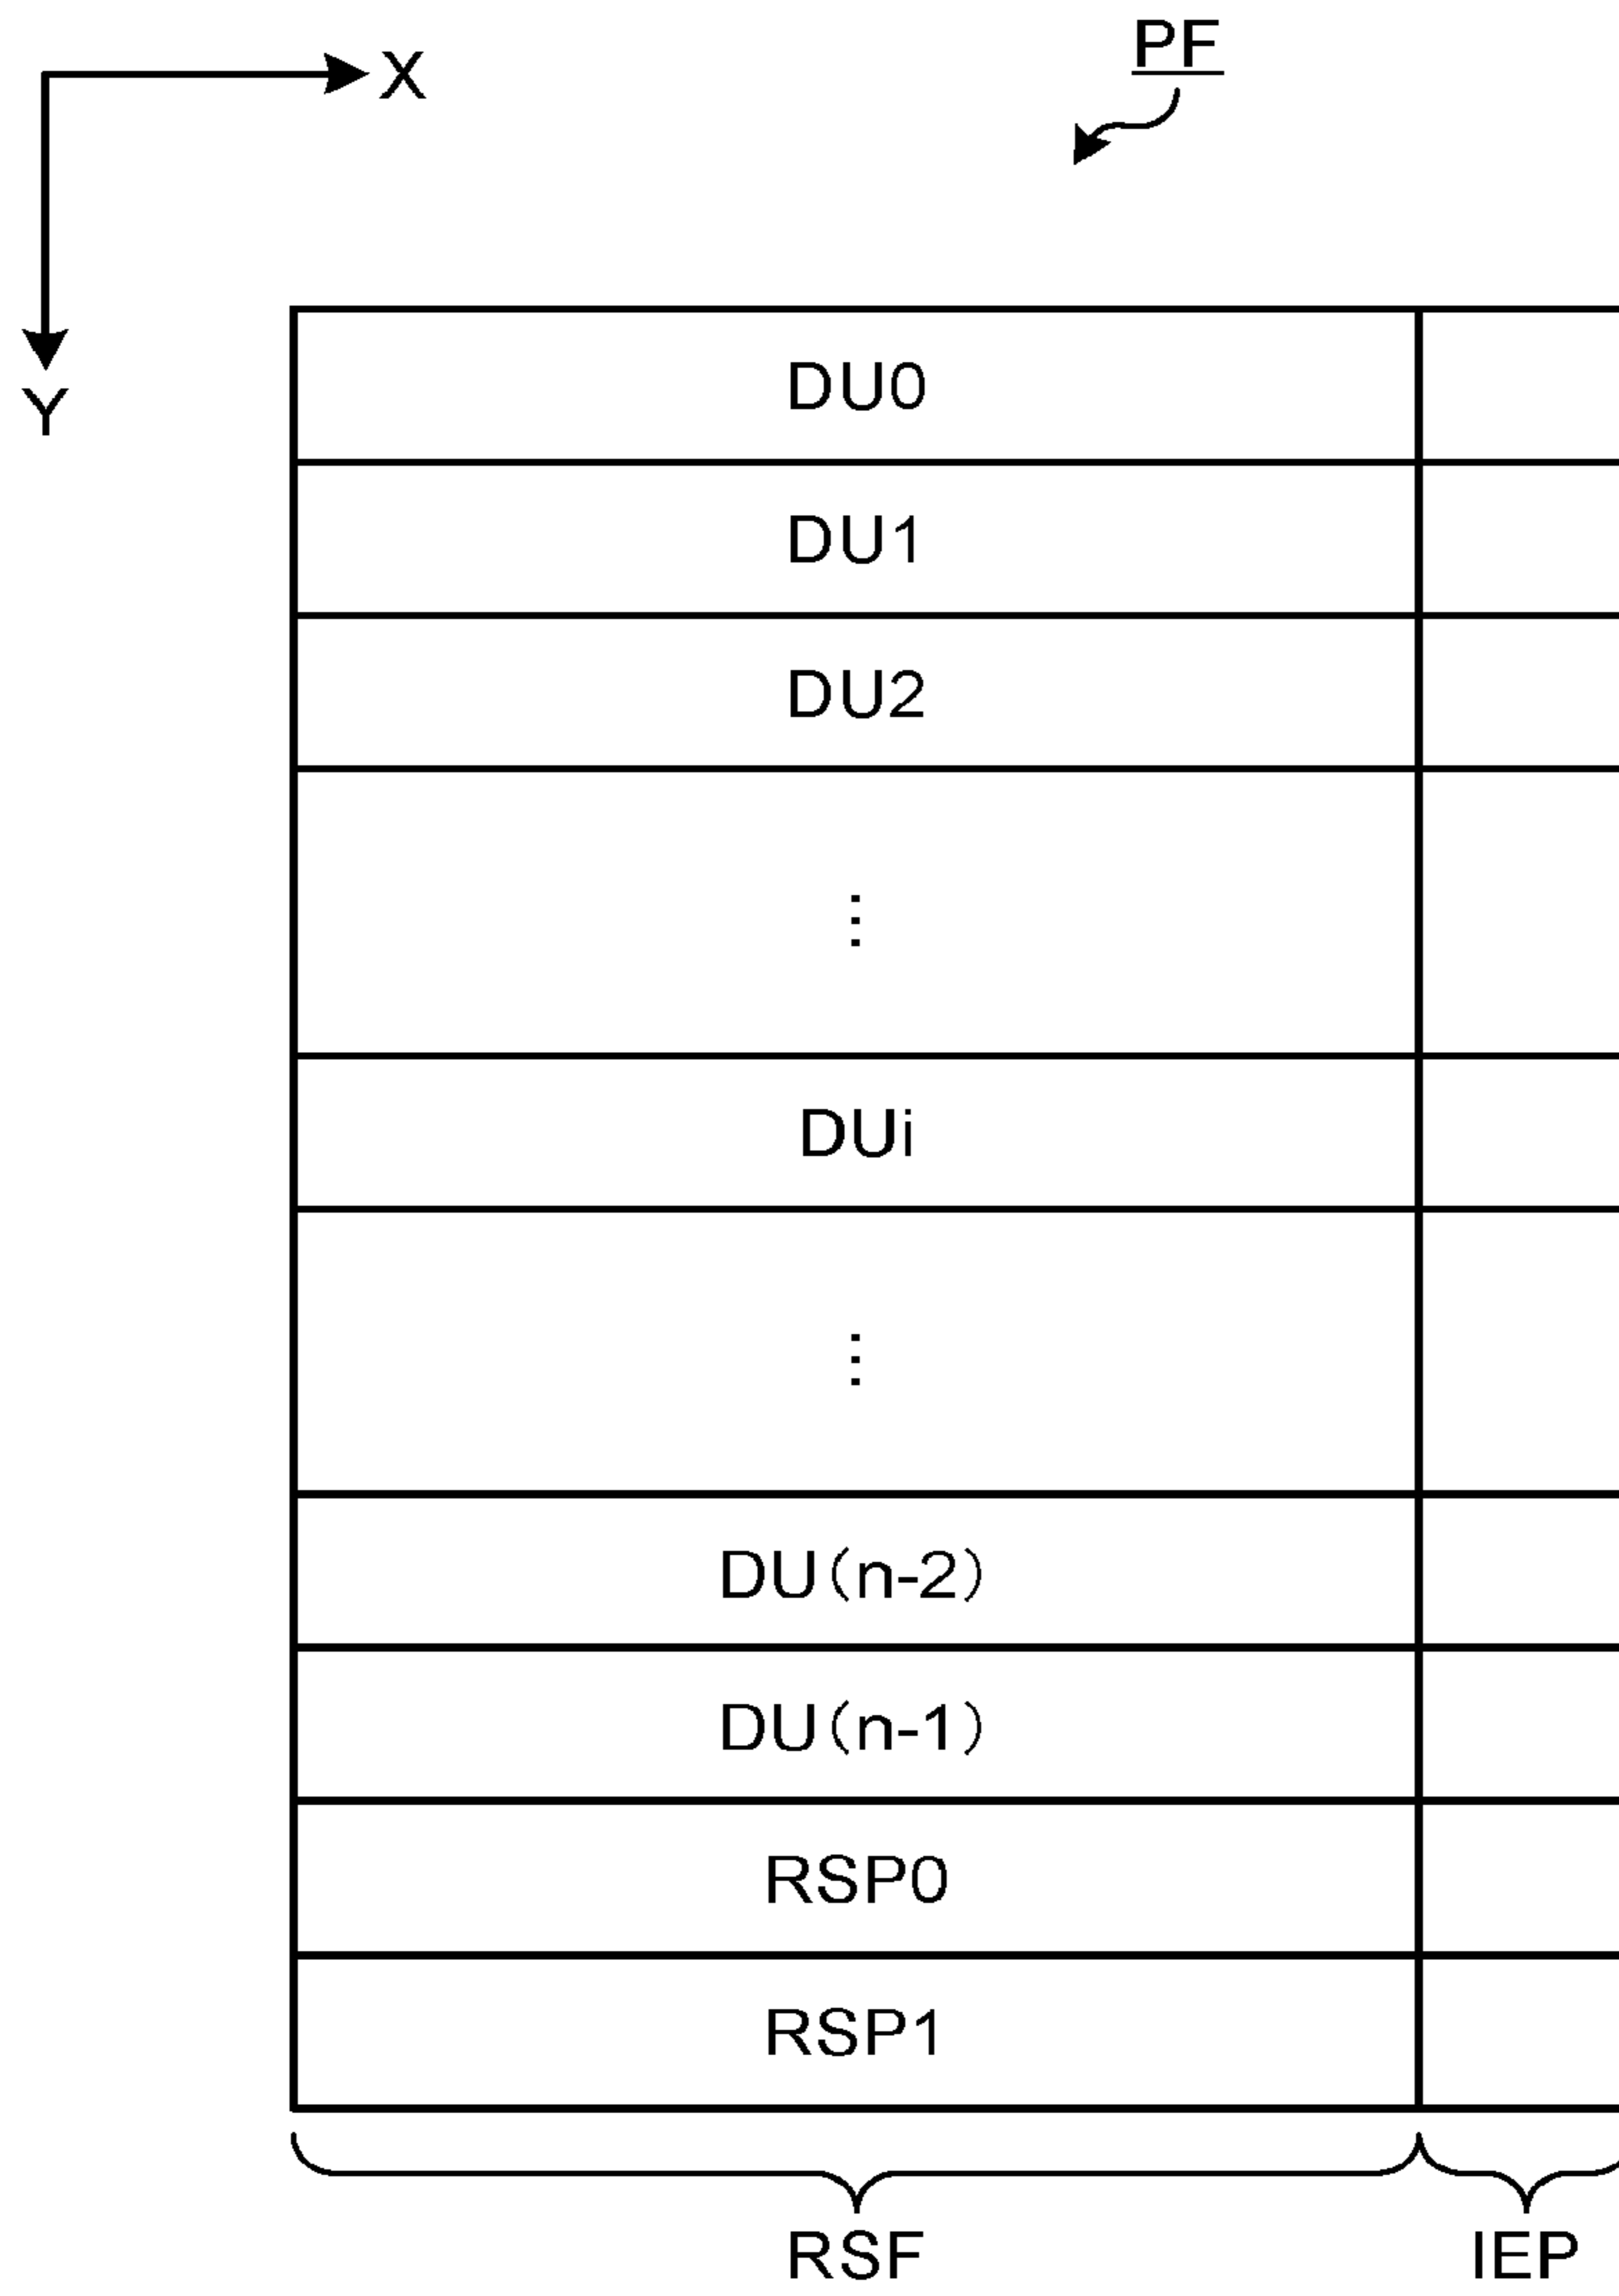 PF
X
Y
DU0
DU1
DU2
⋮
DUi
⋮
DU(n-2)
DU(n-1)
RSP0
RSP1
RSF IEP